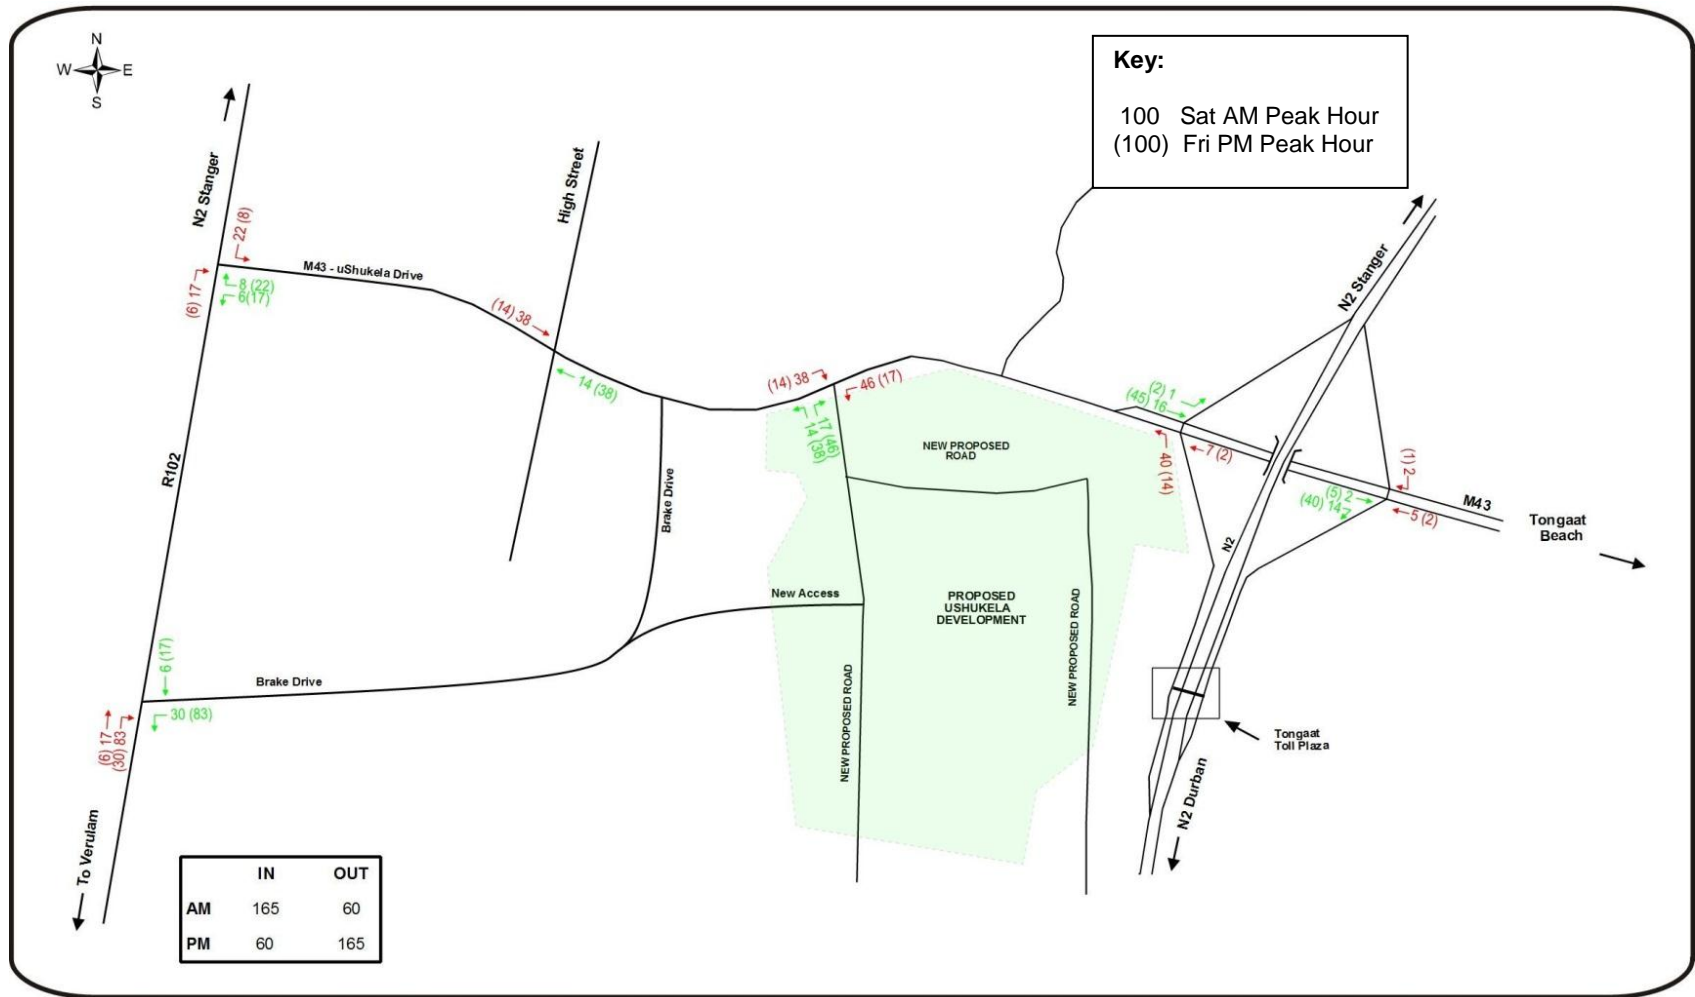 N
W E
S
Key:
100 Sat AM Peak Hour
(100) Fri PM Peak Hour
N2 Stanger
High Street
22 (8)
(6) 17
8 (22)
6(17)
M43 - uShukela Drive
(14) 38
14 (38)
(14) 38
46 (17)
17 (46)
14 (38)
N2 Stanger
(2) 1
(45) 16
7 (2)
40 (14)
(1) 2
(5) 2
(40) 14
5 (2)
M43
Tongaat
Beach
N2
R102
Brake Drive
NEW PROPOSED
ROAD
New Access
PROPOSED
USHUKELA
DEVELOPMENT
NEW PROPOSED ROAD
NEW PROPOSED ROAD
6 (17)
Brake Drive
30 (83)
(6) 17
(30) 83
Tongaat
Toll Plaza
N2 Durban
To Verulam
IN OUT
AM 165 60
PM 60 165